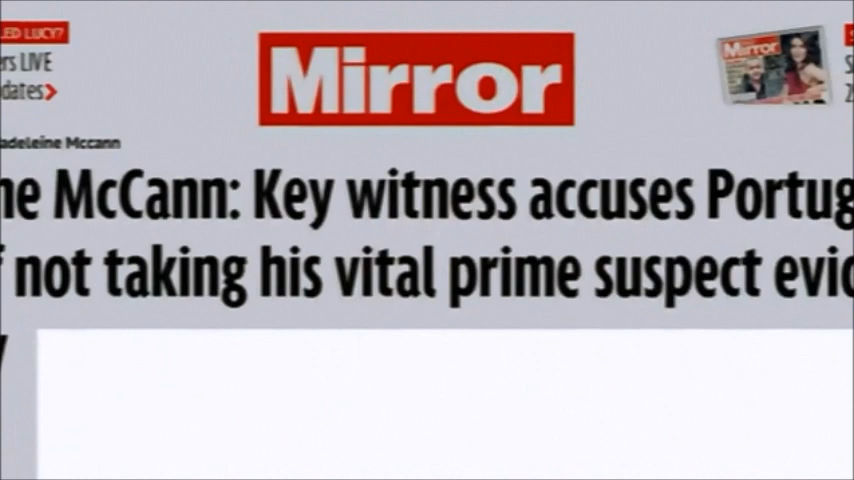 LED LUCY?
ers LIVE
dates
Mirror
Mirror
adeleine Mccann
ne McCann: Key witness accuses Portug
f not taking his vital prime suspect evid